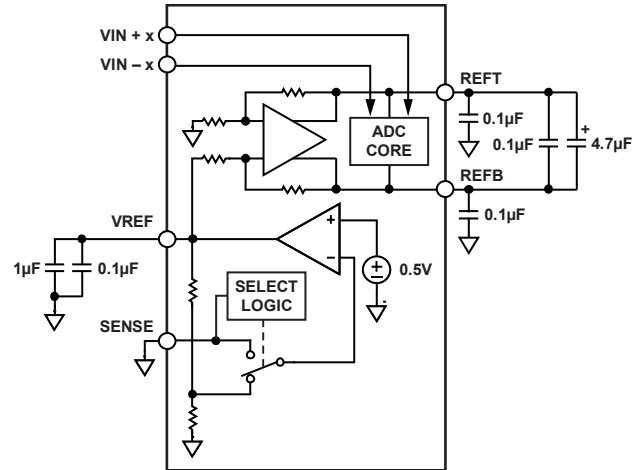 VIN + x
VIN – x
REFT
0.1µF
0.1µF
+
4.7µF
ADC
CORE
REFB
0.1µF
VREF
1µF
0.1µF
+
–
+
–
0.5V
SELECT
LOGIC
SENSE